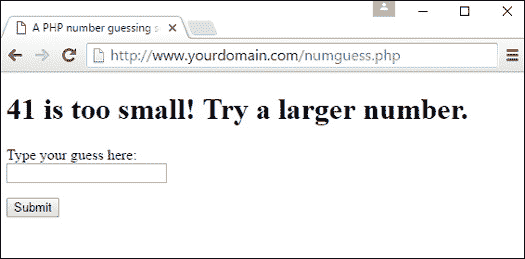 A PHP number guessing s
http://www.yourdomain.com/numguess.php
41 is too small! Try a larger number.
Type your guess here:
Submit